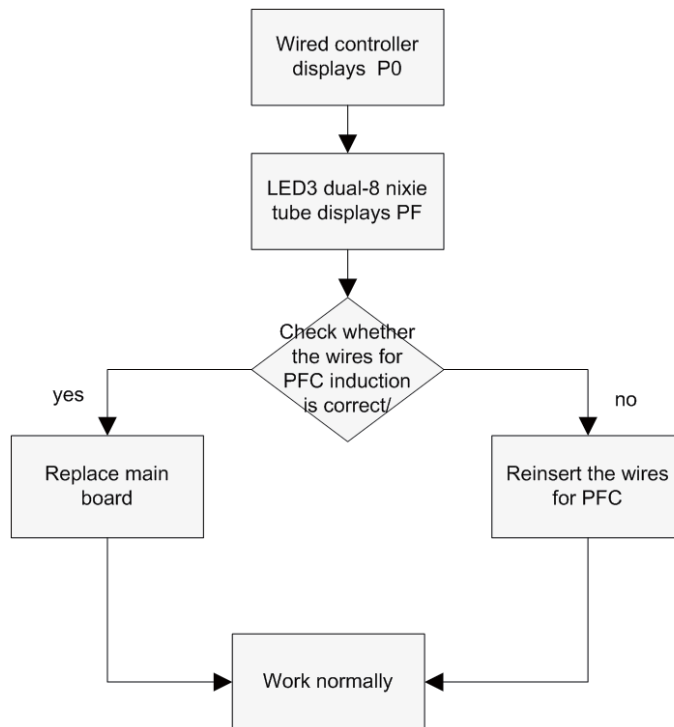 Wired controller
displays P0
LED3 dual-8 nixie
tube displays PF
Check whether
the wires for
PFC induction
is correct/
yes
no
Replace main
board
Reinsert the wires
for PFC
Work normally